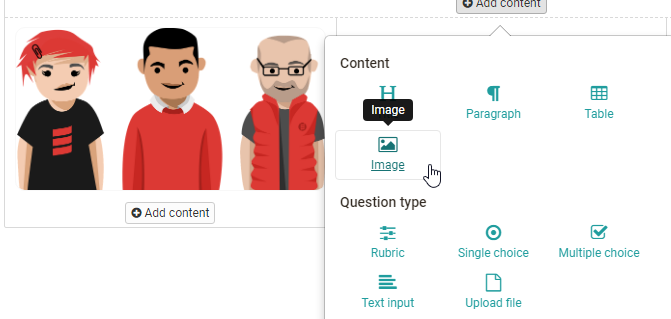 Add content
Content
H
Image
Paragraph
Table
Image
Question type
Rubric
Single choice
Multiple choice
Text input
Upload file
Add content